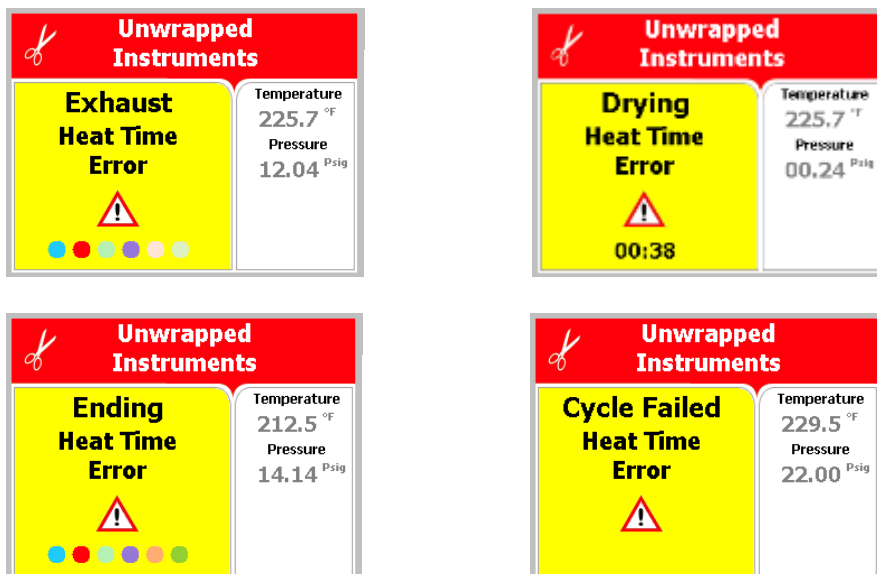 Unwrapped
Instruments
Exhaust
Heat Time
Error
Temperature
225.7 °F
Pressure
12.04 Psig
Unwrapped
Instruments
Drying
Heat Time
Error
00:38
Temperature
225.7 °F
Pressure
00.24 Psig
Unwrapped
Instruments
Ending
Heat Time
Error
Temperature
212.5 °F
Pressure
14.14 Psig
Unwrapped
Instruments
Cycle Failed
Heat Time
Error
Temperature
229.5 °F
Pressure
22.00 Psig